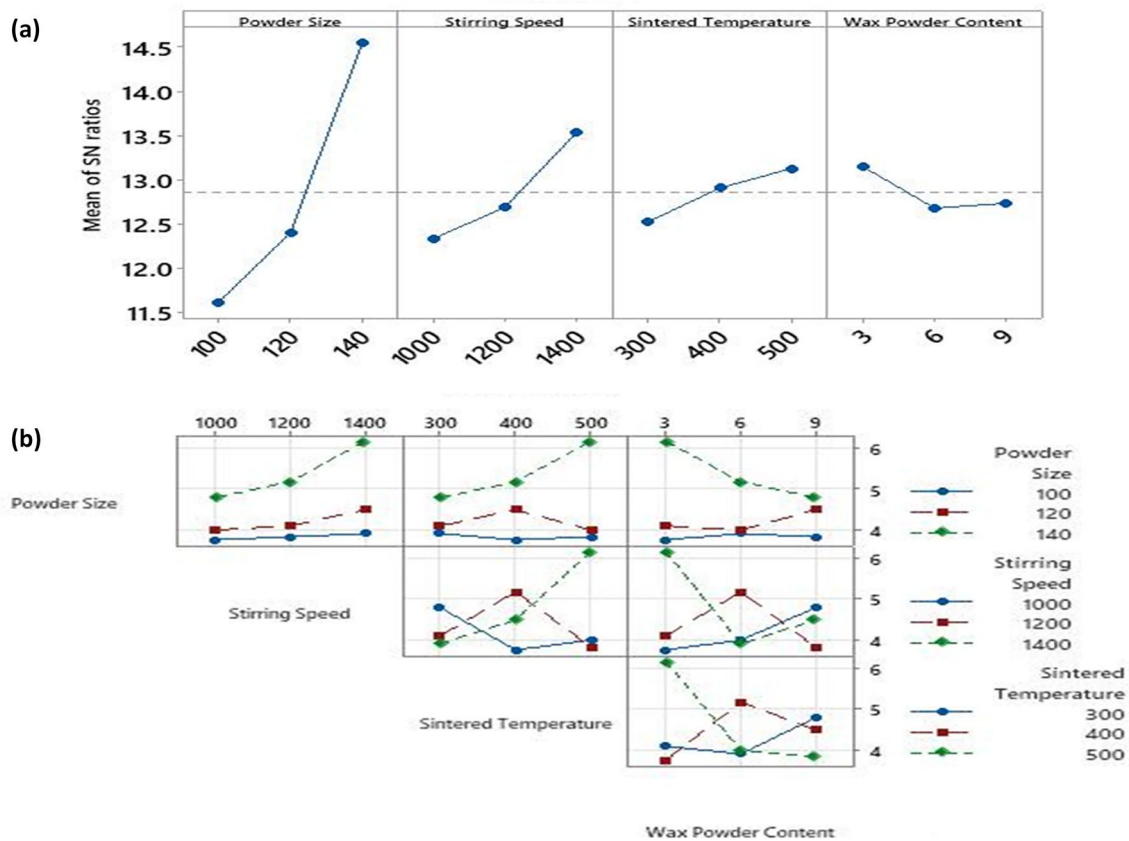 (a)
Powder Size Stirring Speed Sintered Temperature Wax Powder Content
Mean of SN ratios
14.5
14.0
13.5
13.0
12.5
12.0
11.5
100 120 140 1000 1200 1400 300 400 500 3 6 9
(b)
1000 1200 1400 300 400 500 3 6 9
Powder Size
6
5
4
Powder
Size
100
120
140
Stirring Speed
6
5
4
Stirring
Speed
1000
1200
1400
Sintered Temperature
6
5
4
Sintered
Temperature
300
400
500
Wax Powder Content